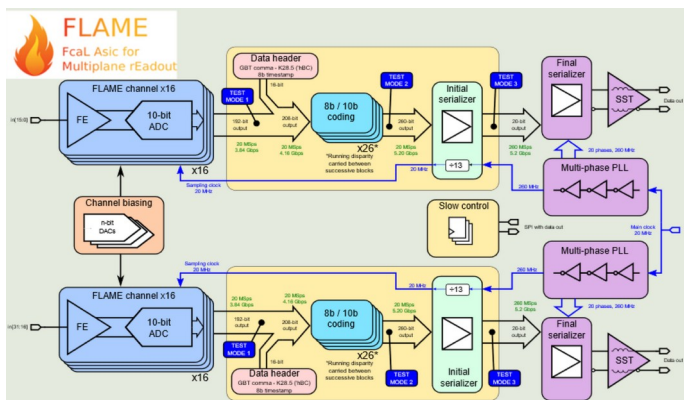 FLAME
FcaL Asic for
Multiplane rEadout
FLAME channel x16
in[15:0]
FE
10-bit
ADC
x16
Data header
GBT comma - K28.5 ('hBC)
6b timestamp
TEST
MODE 1
16-bit
192-bit
output
208-bit
output
20 MSps
3.84 Gbps
20 MSps
4.16 Gbps
8b / 10b
coding
x26*
*Running disparity
carried between
successive blocks
TEST
MODE 2
260-bit
output
20 MSps
5.20 Gbps
Initial
serializer
÷13
TEST
MODE 3
20-bit
output
260 MSps
5.2 Gbps
Final
serializer
SST
Data out
20 phases, 260 MHz
Multi-phase PLL
Sampling clock
20 MHz
20 MHz
260 MHz
Channel biasing
n-bit
DACs
Slow control
SPI with data out
Main clock
20 MHz
Multi-phase PLL
Sampling clock
20 MHz
20 MHz
260 MHz
20 phases, 260 MHz
FLAME channel x16
in[31:16]
FE
10-bit
ADC
x16
20 MSps
3.84 Gbps
20 MSps
4.16 Gbps
192-bit
output
208-bit
output
TEST
MODE 1
16-bit
Data header
GBT comma - K28.5 ('hBC)
6b timestamp
8b / 10b
coding
x26*
*Running disparity
carried between
successive blocks
20 MSps
5.20 Gbps
260-bit
output
TEST
MODE 2
÷13
Initial
serializer
260 MSps
5.2 Gbps
20-bit
output
TEST
MODE 3
Final
serializer
SST
Data out